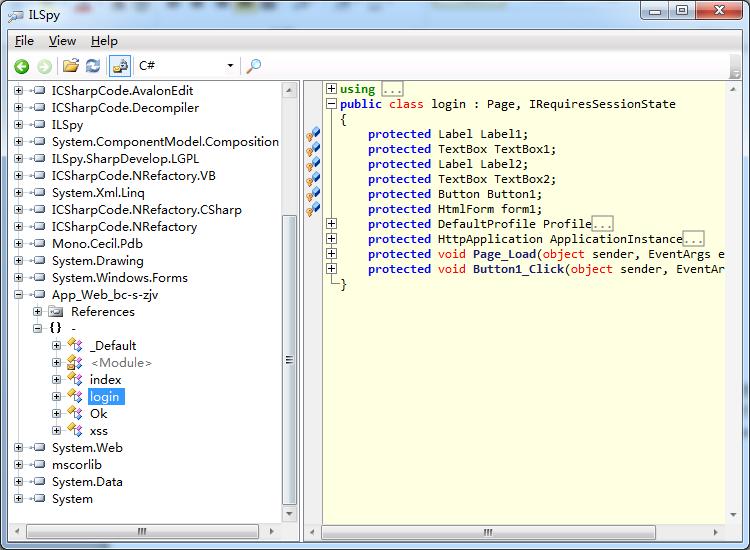 ILSpy
File View Help
C#
ICSharpCode.AvalonEdit
ICSharpCode.Decompiler
ILSpy
System.ComponentModel.Composition
ILSpy.SharpDevelop.LGPL
ICSharpCode.NRefactory.VB
System.Xml.Linq
ICSharpCode.NRefactory.CSharp
ICSharpCode.NRefactory
Mono.Cecil.Pdb
System.Drawing
System.Windows.Forms
App_Web_bc-s-zjv
References
{} -
_Default
<Module>
index
login
Ok
xss
System.Web
mscorlib
System.Data
System
using ...
public class login : Page, IRequiresSessionState
{
protected Label Label1;
protected TextBox TextBox1;
protected Label Label2;
protected TextBox TextBox2;
protected Button Button1;
protected HtmlForm form1;
protected DefaultProfile Profile...
protected HttpApplication ApplicationInstance...
protected void Page_Load(object sender, EventArgs e
protected void Button1_Click(object sender, EventAr
}